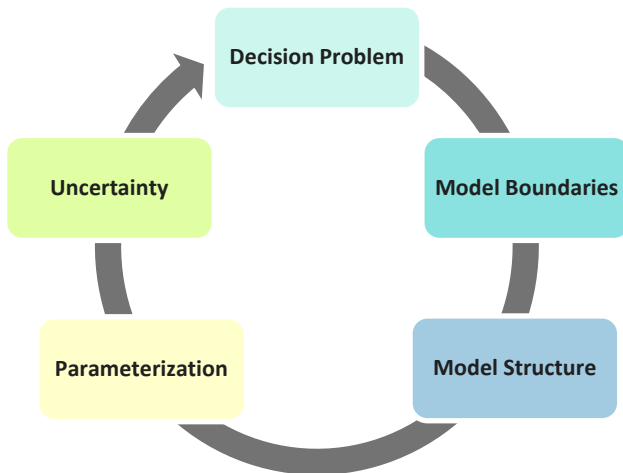 Decision Problem
Model Boundaries
Model Structure
Parameterization
Uncertainty